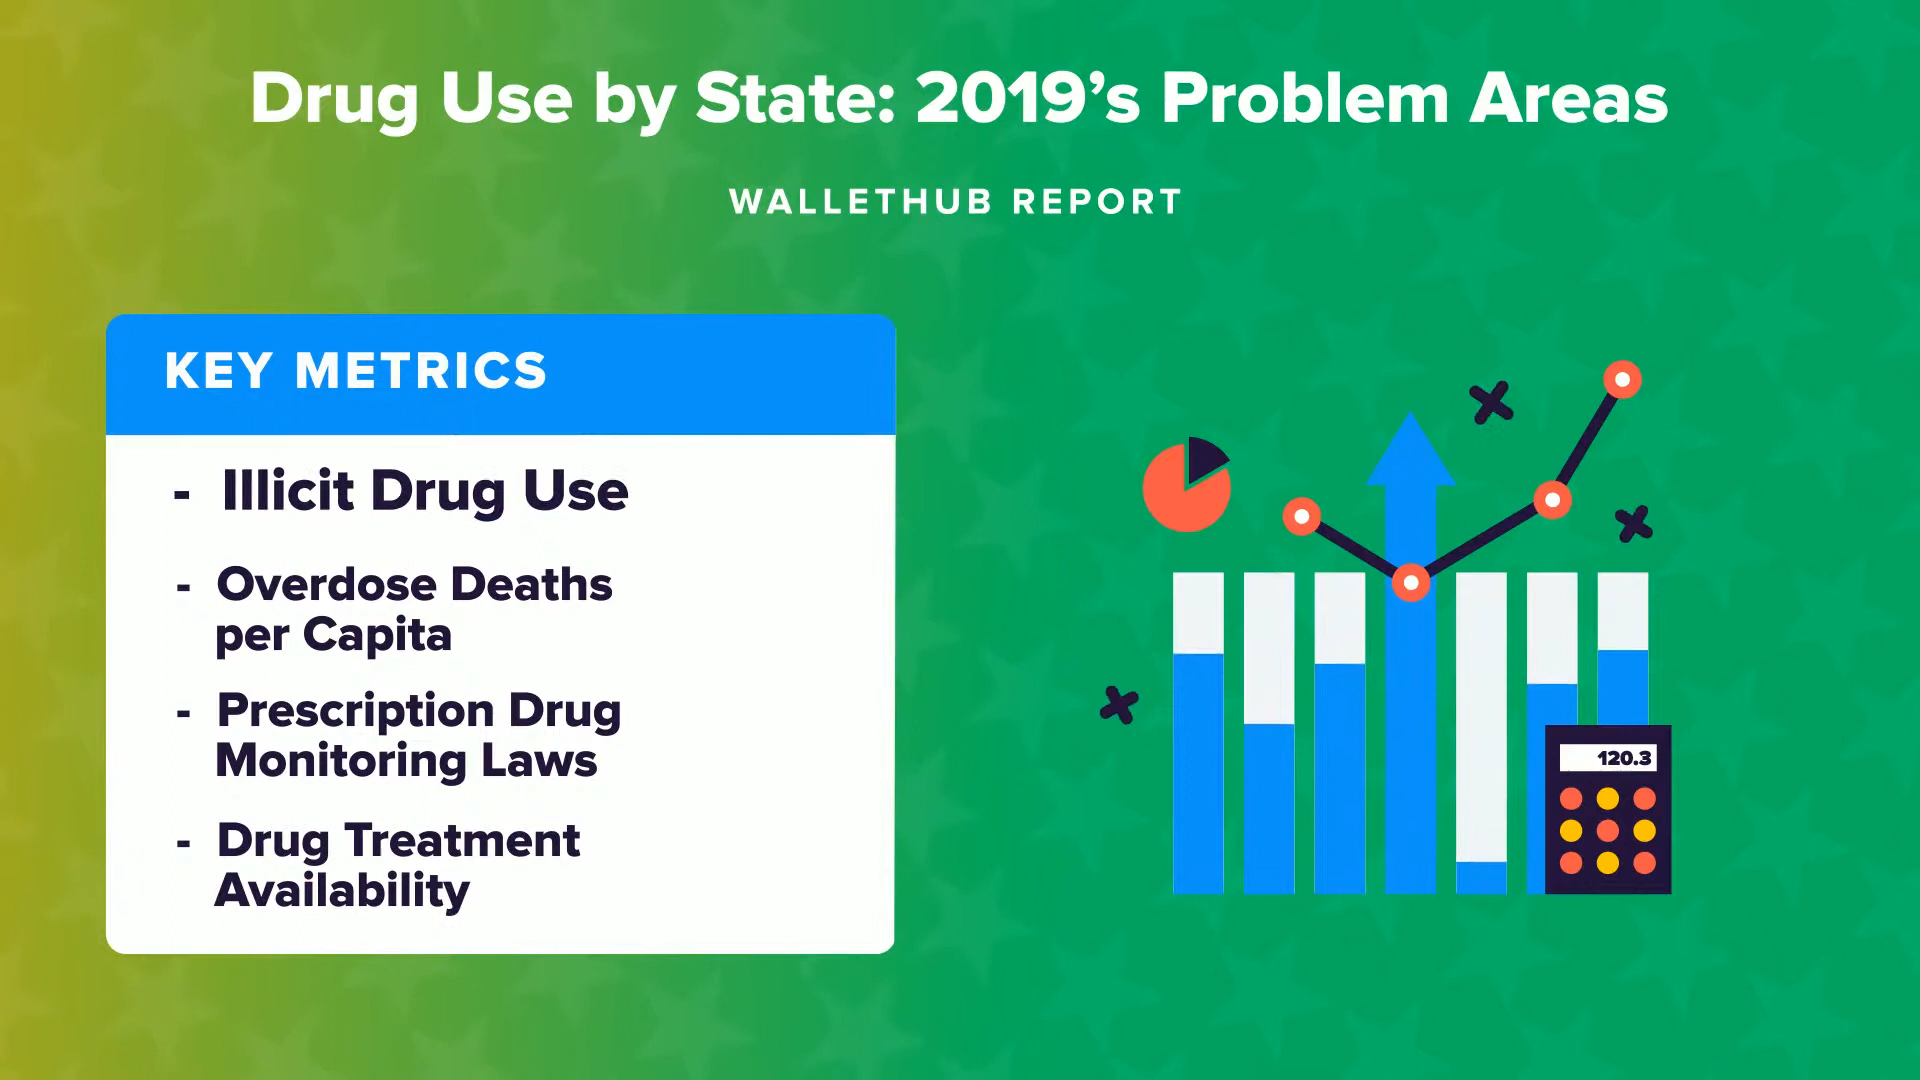 Drug Use by State: 2019’s Problem Areas
WALLETHUB REPORT
KEY METRICS
- Illicit Drug Use
- Overdose Deaths
per Capita
- Prescription Drug
Monitoring Laws
- Drug Treatment
Availability
120.3